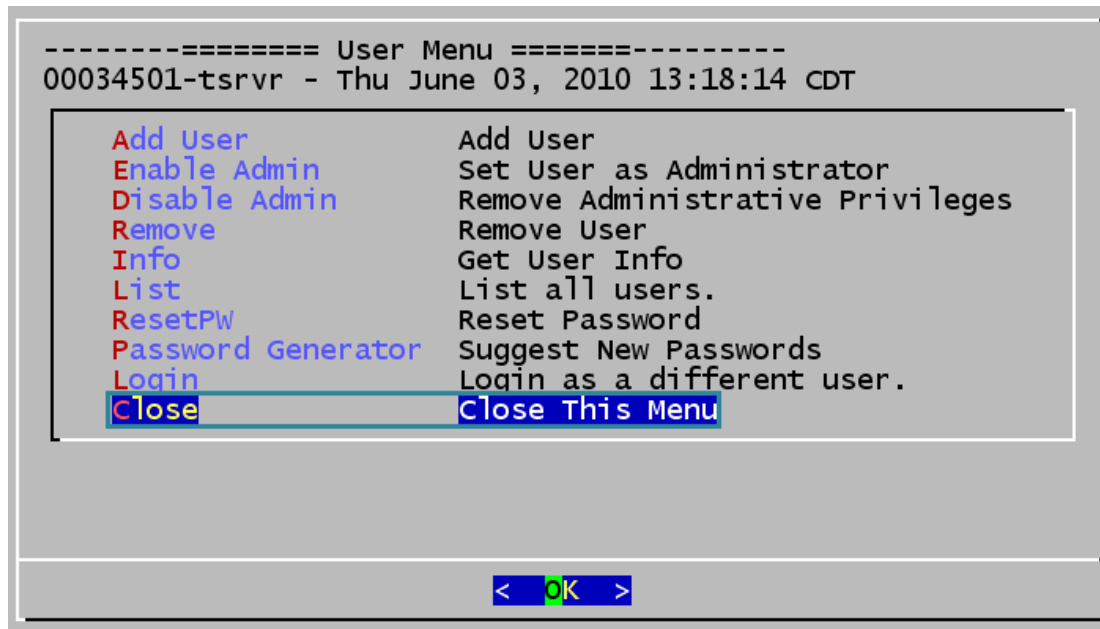 --------======== User Menu =======---------
00034501-tsrvr - Thu June 03, 2010 13:18:14 CDT
Add User Add User
Enable Admin Set User as Administrator
Disable Admin Remove Administrative Privileges
Remove Remove User
Info Get User Info
List List all users.
ResetPW Reset Password
Password Generator Suggest New Passwords
Login Login as a different user.
Close Close This Menu
< OK >